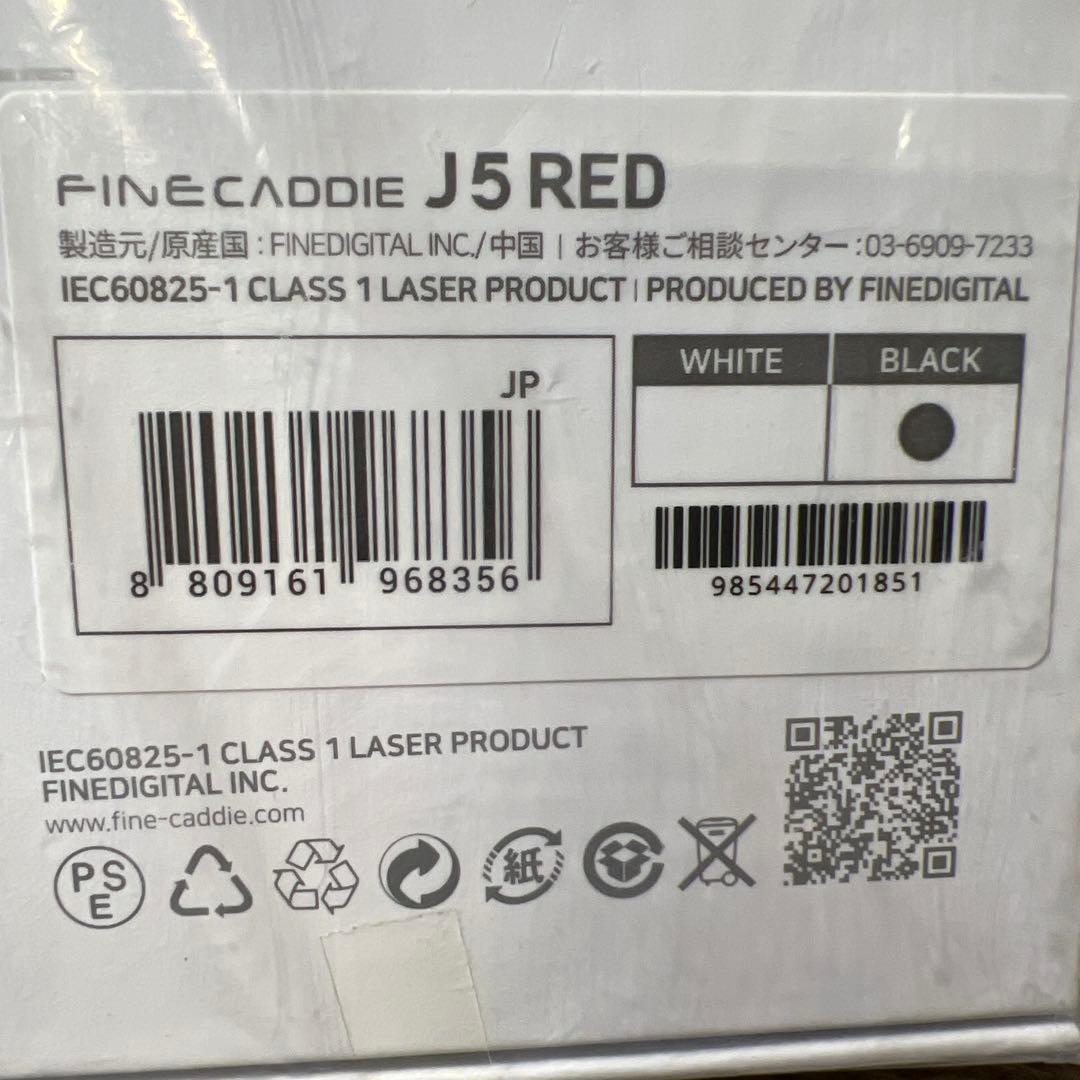 FINECADDIE J5 RED
製造元/原産国 : FINEDIGITAL INC./中国 | お客様ご相談センター : 03-6909-7233
IEC60825-1 CLASS 1 LASER PRODUCT | PRODUCED BY FINEDIGITAL
JP
8 809161 968356
WHITE BLACK
985447201851
IEC60825-1 CLASS 1 LASER PRODUCT
FINEDIGITAL INC.
www.fine-caddie.com
PSE
紙